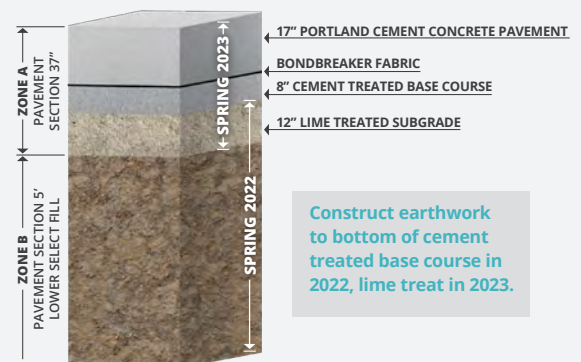 17” PORTLAND CEMENT CONCRETE PAVEMENT
BONDBREAKER FABRIC
8” CEMENT TREATED BASE COURSE
12” LIME TREATED SUBGRADE
ZONE A
PAVEMENT
SECTION 37”
SPRING 2023
ZONE B
PAVEMENT SECTION 5’
LOWER SELECT FILL
SPRING 2022
Construct earthwork
to bottom of cement
treated base course in
2022, lime treat in 2023.